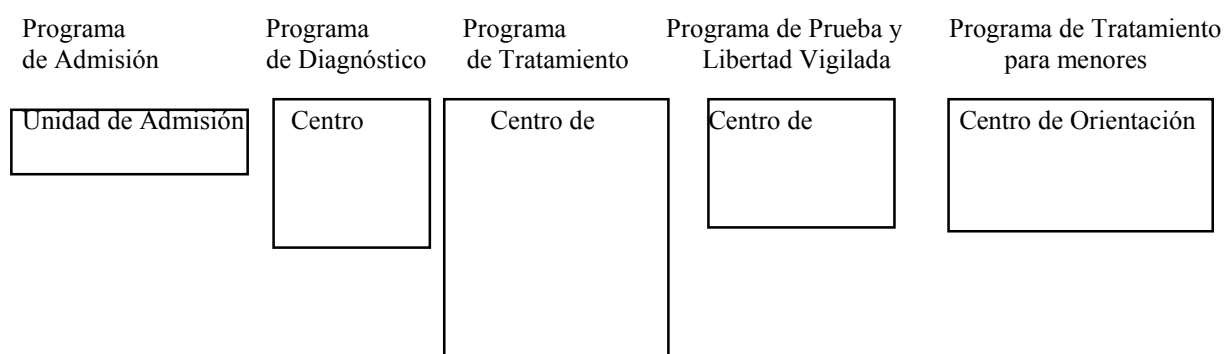 Programa Programa Programa Programa de Prueba y Programa de Tratamiento
de Admisión de Diagnóstico de Tratamiento Libertad Vigilada para menores
Unidad de Admisión Centro Centro de Centro de Centro de Orientación